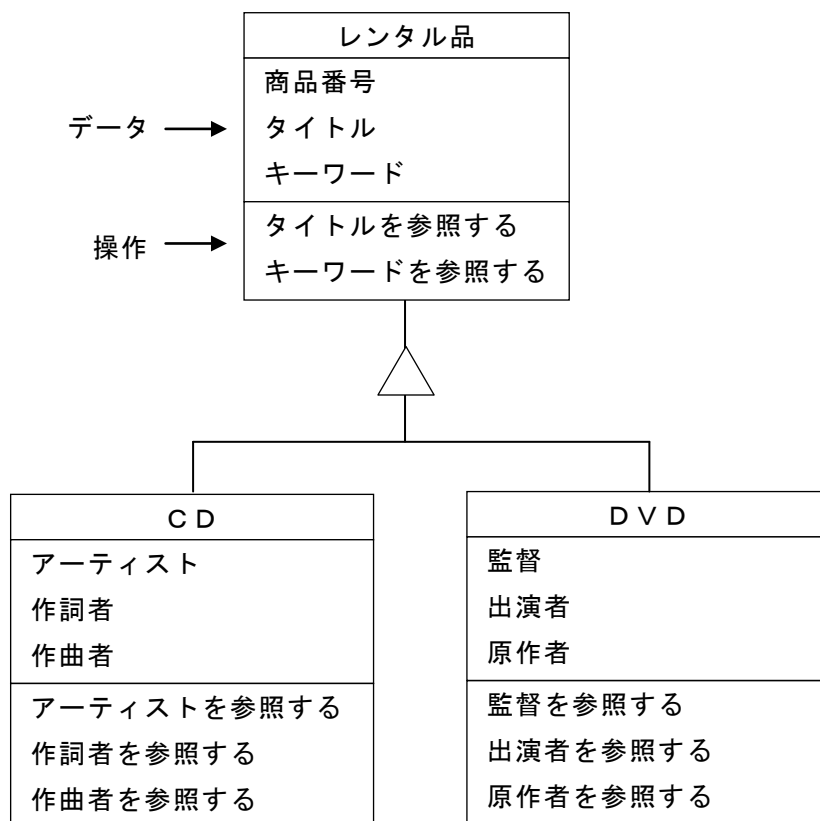 レンタル品
商品番号
データ
タイトル
キーワード
操作
タイトルを参照する
キーワードを参照する
ＣＤ
アーティスト
作詞者
作曲者
アーティストを参照する
作詞者を参照する
作曲者を参照する
ＤＶＤ
監督
出演者
原作者
監督を参照する
出演者を参照する
原作者を参照する